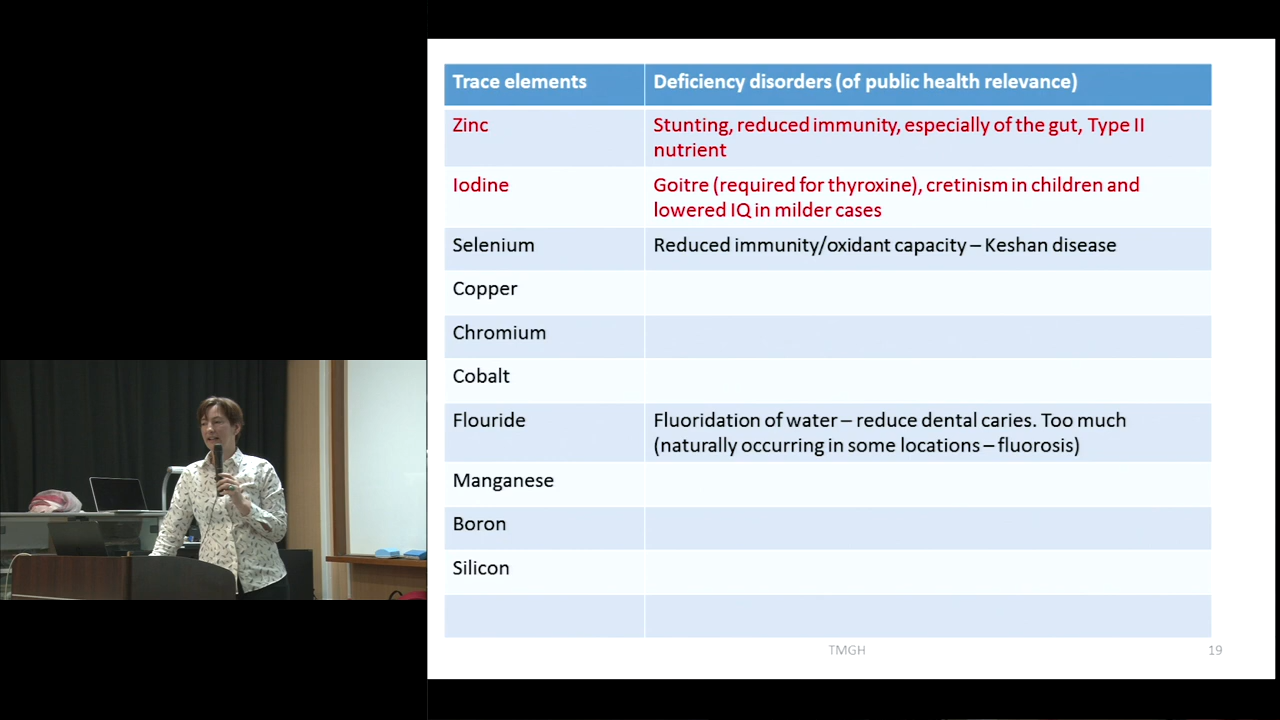 Trace elements
Deficiency disorders (of public health relevance)
Zinc
Stunting, reduced immunity, especially of the gut, Type II
nutrient
Iodine
Goitre (required for thyroxine), cretinism in children and
lowered IQ in milder cases
Selenium
Reduced immunity/oxidant capacity – Keshan disease
Copper
Chromium
Cobalt
Flouride
Fluoridation of water – reduce dental caries. Too much
(naturally occurring in some locations – fluorosis)
Manganese
Boron
Silicon
TMGH
19